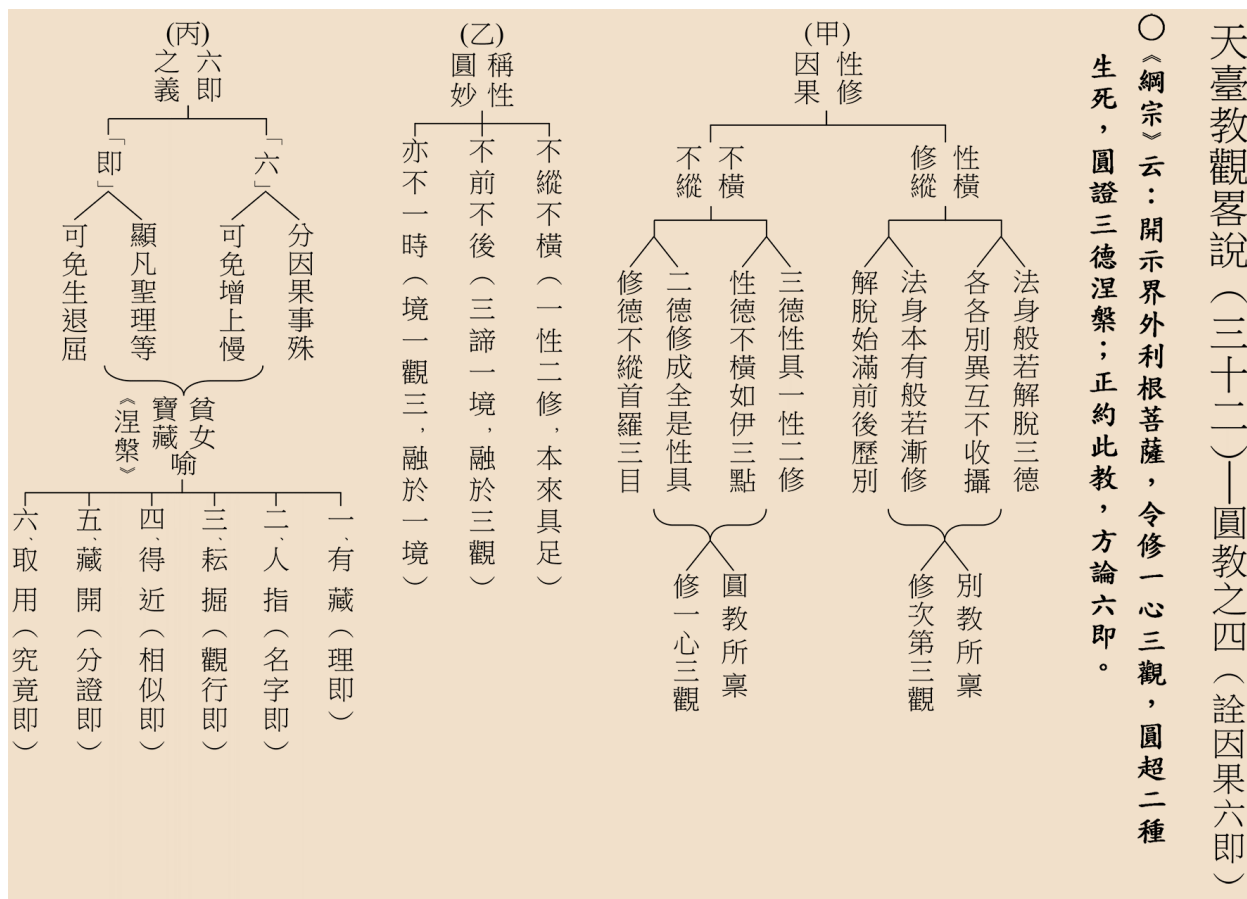 天臺教觀畧說（三十二）—圓教之四（詮因果六即）
○《綱宗》云：開示界外利根菩薩，令修一心三觀，圓超二種
生死，圓證三德涅槃；正約此教，方論六即。
(甲)
性修
因果
性橫
修縱
法身般若解脫三德
各各別異互不收攝
法身本有般若漸修
解脫始滿前後歷別
別教所稟
修次第三觀
不橫
不縱
三德性具一性二修
性德不橫如伊三點
二德修成全是性具
修德不縱首羅三目
圓教所稟
修一心三觀
(乙)
稱性
圓妙
不縱不橫（一性二修，本來具足）
不前不後（三諦一境，融於三觀）
亦不一時（境一觀三，融於一境）
(丙)
六即
之義
「六」
分因果事殊
可免增上慢
「即」
顯凡聖理等
可免生退屈
貧女
寶藏
喻
《涅槃》
一、有藏（理即）
二、人指（名字即）
三、耘掘（觀行即）
四、得近（相似即）
五、藏開（分證即）
六、取用（究竟即）